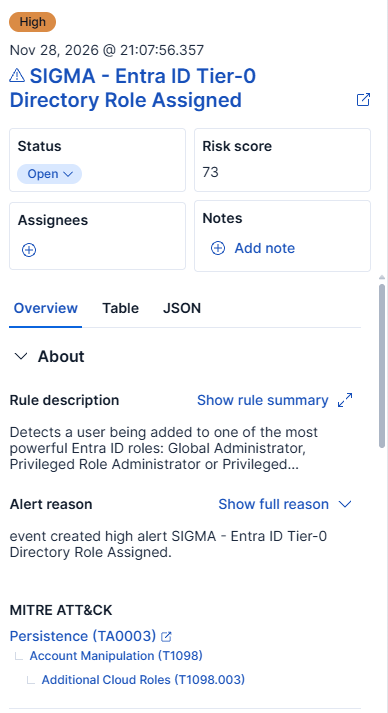 High
Nov 28, 2026 @ 21:07:56.357
SIGMA - Entra ID Tier-0
Directory Role Assigned
Status
Open
Risk score
73
Assignees
Notes
Add note
Overview Table JSON
About
Rule description Show rule summary
Detects a user being added to one of the most
powerful Entra ID roles: Global Administrator,
Privileged Role Administrator or Privileged...
Alert reason Show full reason
event created high alert SIGMA - Entra ID Tier-0
Directory Role Assigned.
MITRE ATT&CK
Persistence (TA0003)
Account Manipulation (T1098)
Additional Cloud Roles (T1098.003)